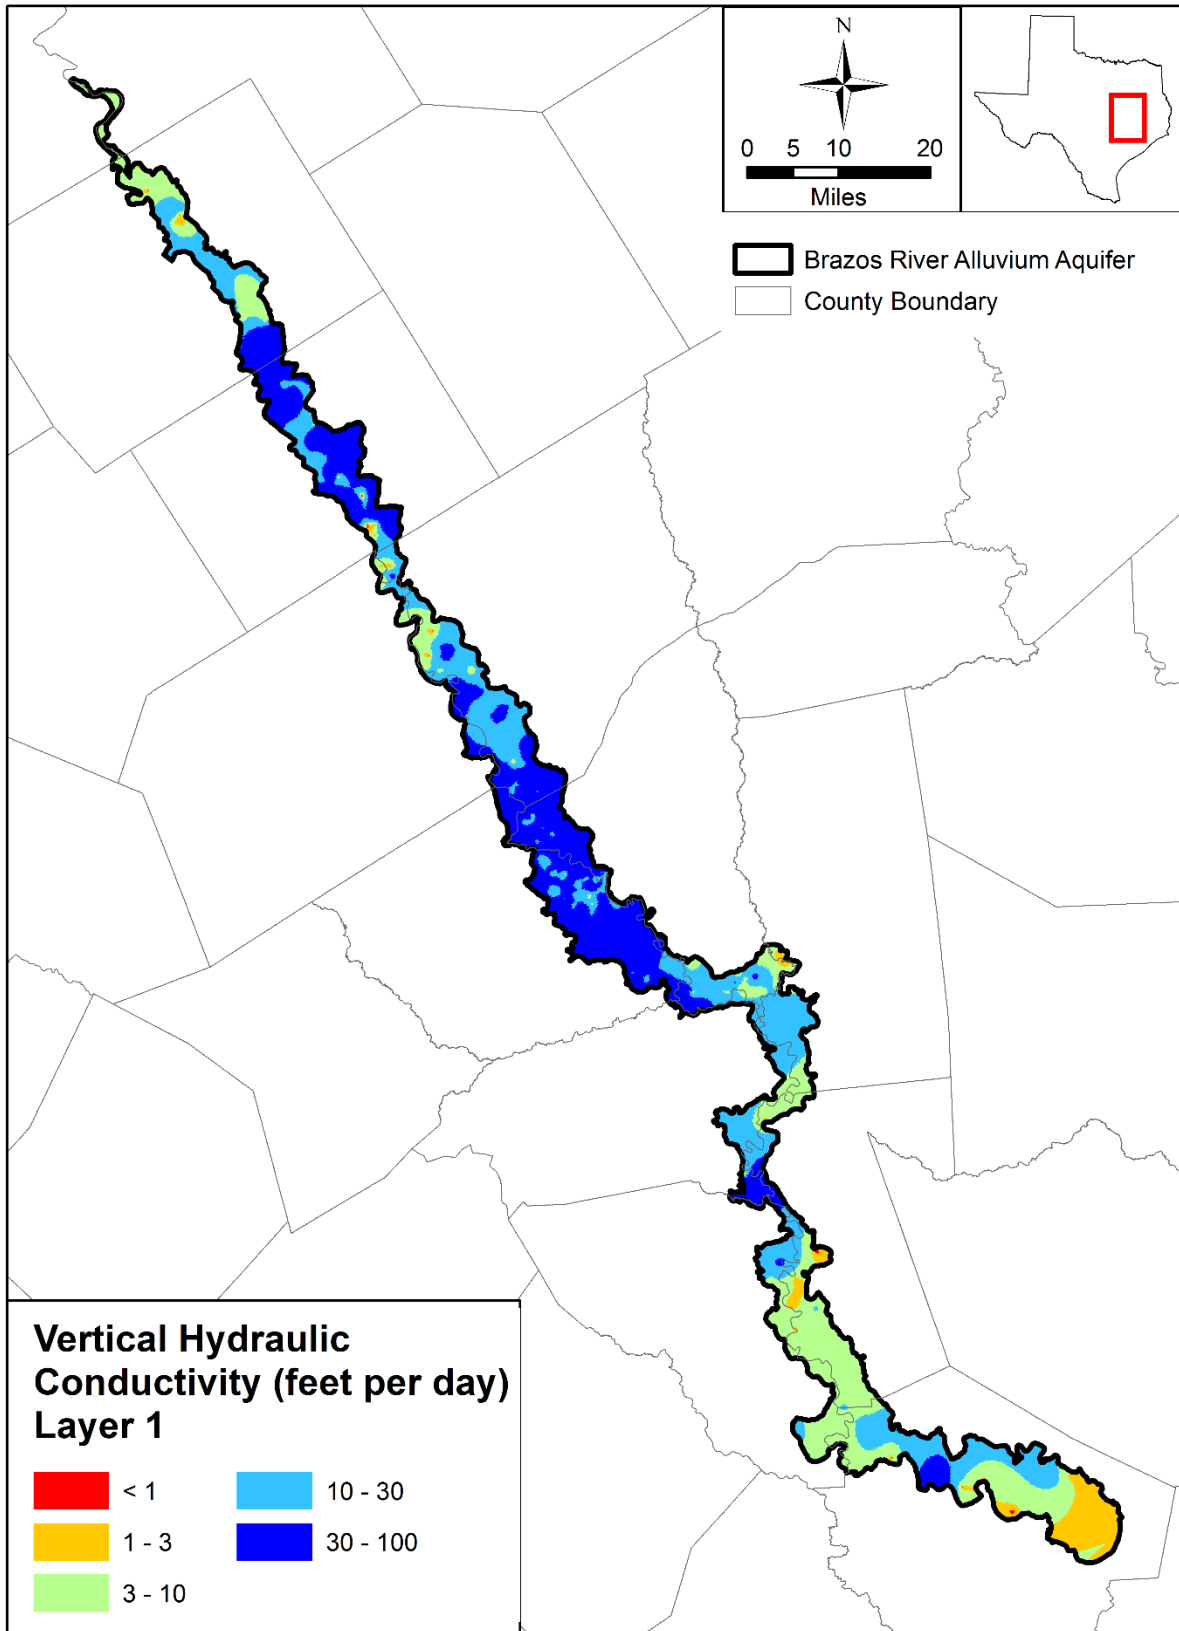 N
0 5 10 20
Miles
Brazos River Alluvium Aquifer
County Boundary
Vertical Hydraulic
Conductivity (feet per day)
Layer 1
< 1
10 - 30
1 - 3
30 - 100
3 - 10